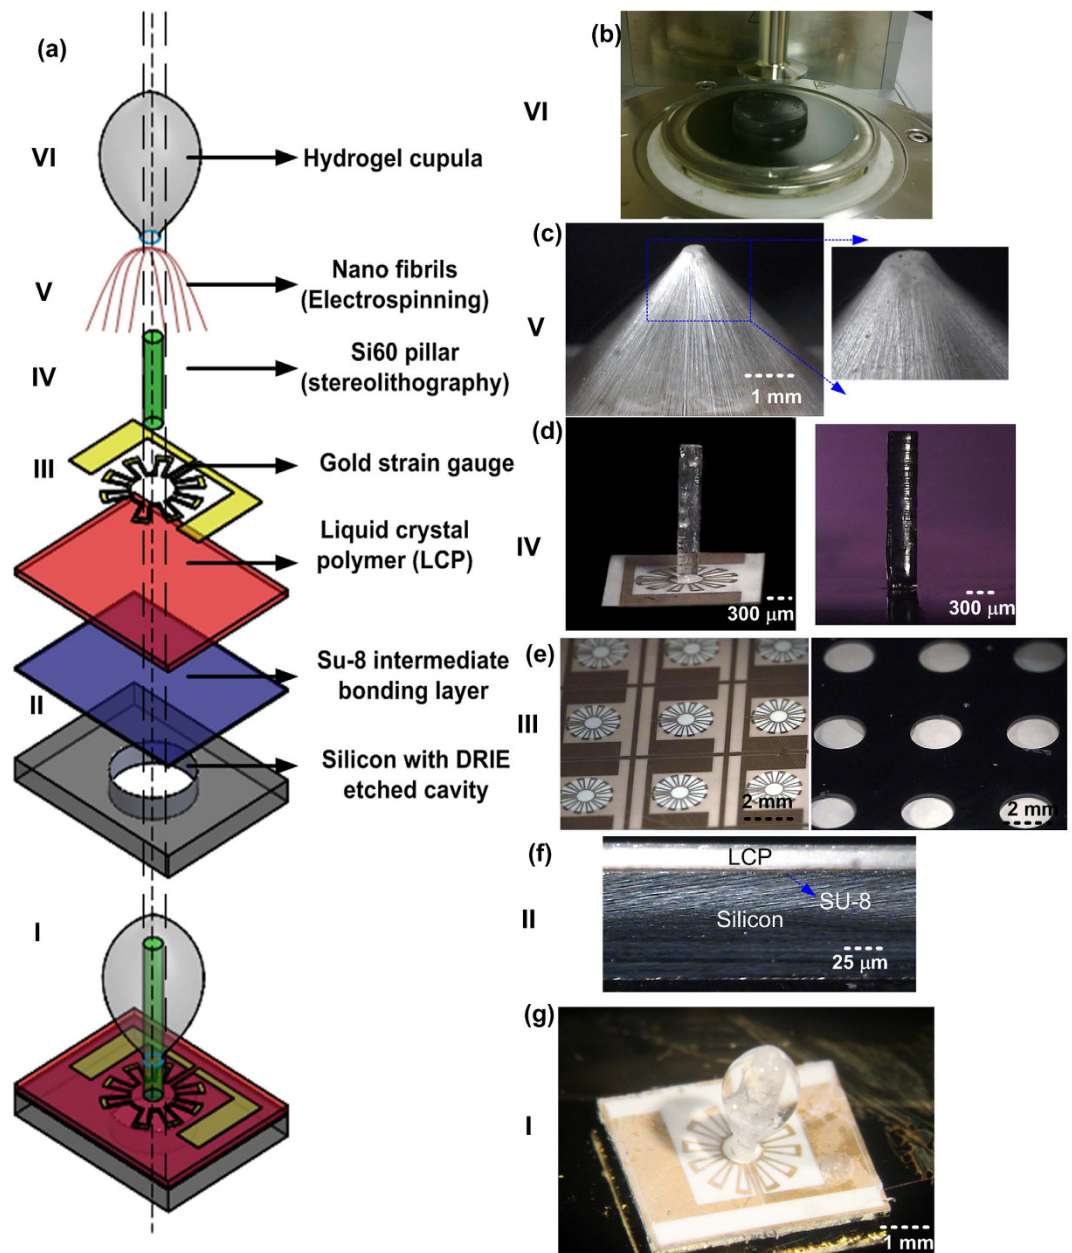 (a)
VI
Hydrogel cupula
V
Nano fibrils
(Electrospinning)
IV
Si60 pillar
(stereolithography)
III
Gold strain gauge
Liquid crystal
polymer (LCP)
Su-8 intermediate
bonding layer
II
Silicon with DRIE
etched cavity
I
(b)
VI
(c)
V
1 mm
(d)
IV
300 µm
300 µm
(e)
III
2 mm
2 mm
(f)
LCP
SU-8
II
Silicon
25 µm
(g)
I
1 mm